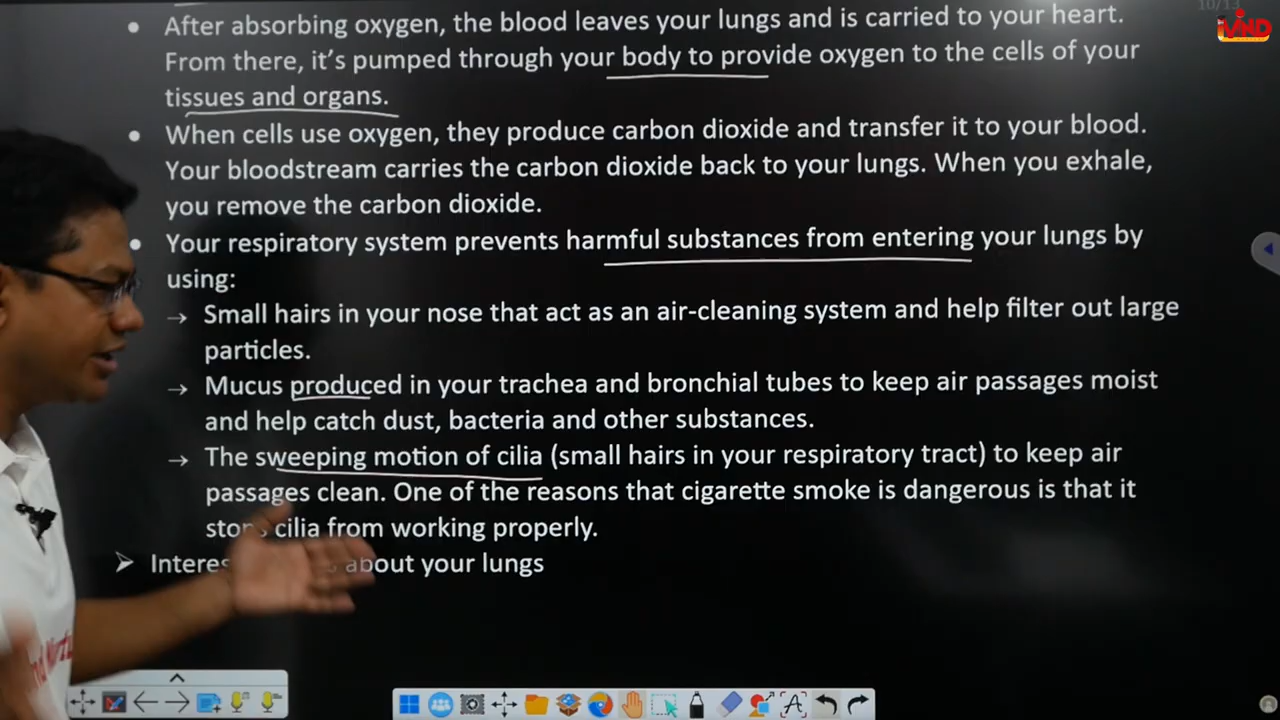 10/13
iVND
• After absorbing oxygen, the blood leaves your lungs and is carried to your heart.
From there, it’s pumped through your body to provide oxygen to the cells of your
tissues and organs.
• When cells use oxygen, they produce carbon dioxide and transfer it to your blood.
Your bloodstream carries the carbon dioxide back to your lungs. When you exhale,
you remove the carbon dioxide.
• Your respiratory system prevents harmful substances from entering your lungs by
using:
→ Small hairs in your nose that act as an air-cleaning system and help filter out large
particles.
→ Mucus produced in your trachea and bronchial tubes to keep air passages moist
and help catch dust, bacteria and other substances.
→ The sweeping motion of cilia (small hairs in your respiratory tract) to keep air
passages clean. One of the reasons that cigarette smoke is dangerous is that it
stops cilia from working properly.
➢ about your lungs